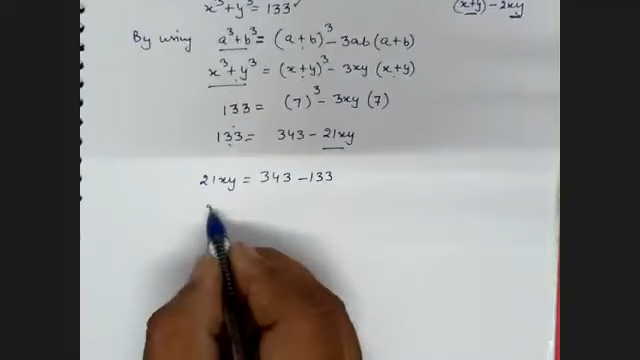 x³+y³ = 133
(x+y) - 2xy
By using a³+b³ = (a+b)³ - 3ab (a+b)
x³+y³ = (x+y)³ - 3xy (x+y)
133 = (7)³ - 3xy (7)
133 = 343 - 21xy
21xy = 343 - 133